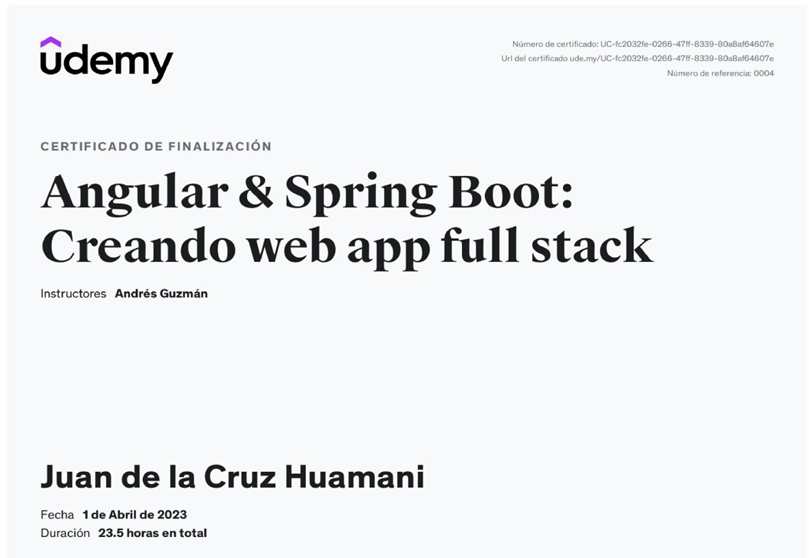 udemy
Número de certificado: UC-fc2032fe-0266-47ff-8339-80a8af64607e
Url del certificado ude.my/UC-fc2032fe-0266-47ff-8339-80a8af64607e
Número de referencia: 0004
CERTIFICADO DE FINALIZACIÓN
Angular & Spring Boot:
Creando web app full stack
Instructores Andrés Guzmán
Juan de la Cruz Huamani
Fecha 1 de Abril de 2023
Duración 23.5 horas en total